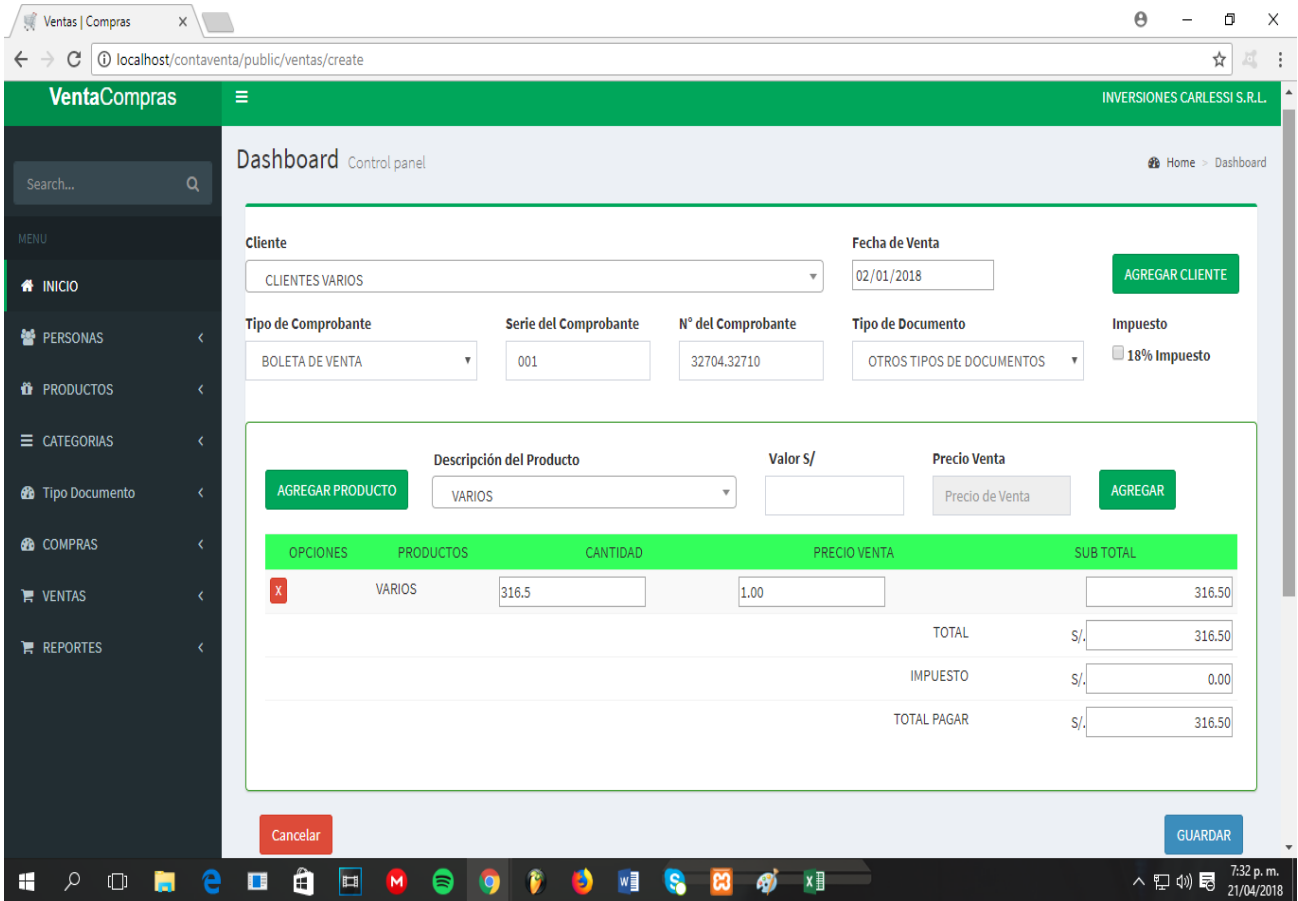 Ventas | Compras
localhost/contaventa/public/ventas/create
VentaCompras
INVERSIONES CARLESSI S.R.L.
Dashboard Control panel
Home > Dashboard
Search...
MENU
INICIO
PERSONAS
PRODUCTOS
CATEGORIAS
Tipo Documento
COMPRAS
VENTAS
REPORTES
Cliente
Fecha de Venta
CLIENTES VARIOS
02/01/2018
AGREGAR CLIENTE
Tipo de Comprobante
Serie del Comprobante
N° del Comprobante
Tipo de Documento
Impuesto
BOLETA DE VENTA
001
32704.32710
OTROS TIPOS DE DOCUMENTOS
18% Impuesto
Descripción del Producto
Valor S/
Precio Venta
AGREGAR PRODUCTO
VARIOS
Precio de Venta
AGREGAR
OPCIONES PRODUCTOS CANTIDAD PRECIO VENTA SUB TOTAL
X VARIOS 316.5 1.00 316.50
TOTAL S/. 316.50
IMPUESTO S/. 0.00
TOTAL PAGAR S/. 316.50
Cancelar
GUARDAR
7:32 p. m.
21/04/2018